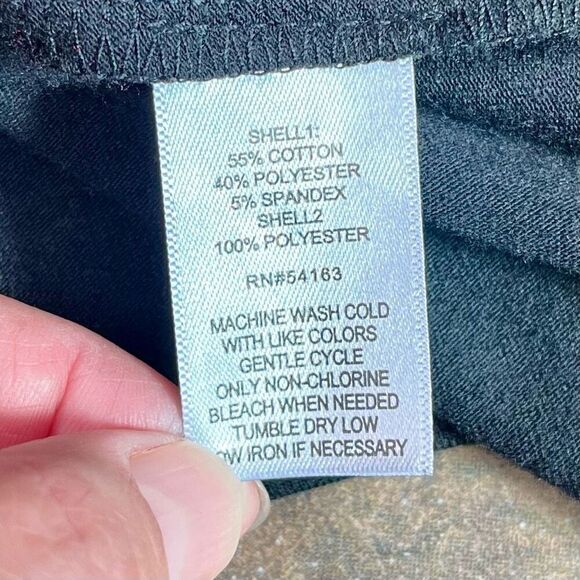 SHELL1:
55% COTTON
40% POLYESTER
5% SPANDEX
SHELL2
100% POLYESTER
RN#54163
MACHINE WASH COLD
WITH LIKE COLORS
GENTLE CYCLE
ONLY NON-CHLORINE
BLEACH WHEN NEEDED
TUMBLE DRY LOW
OW IRON IF NECESSARY